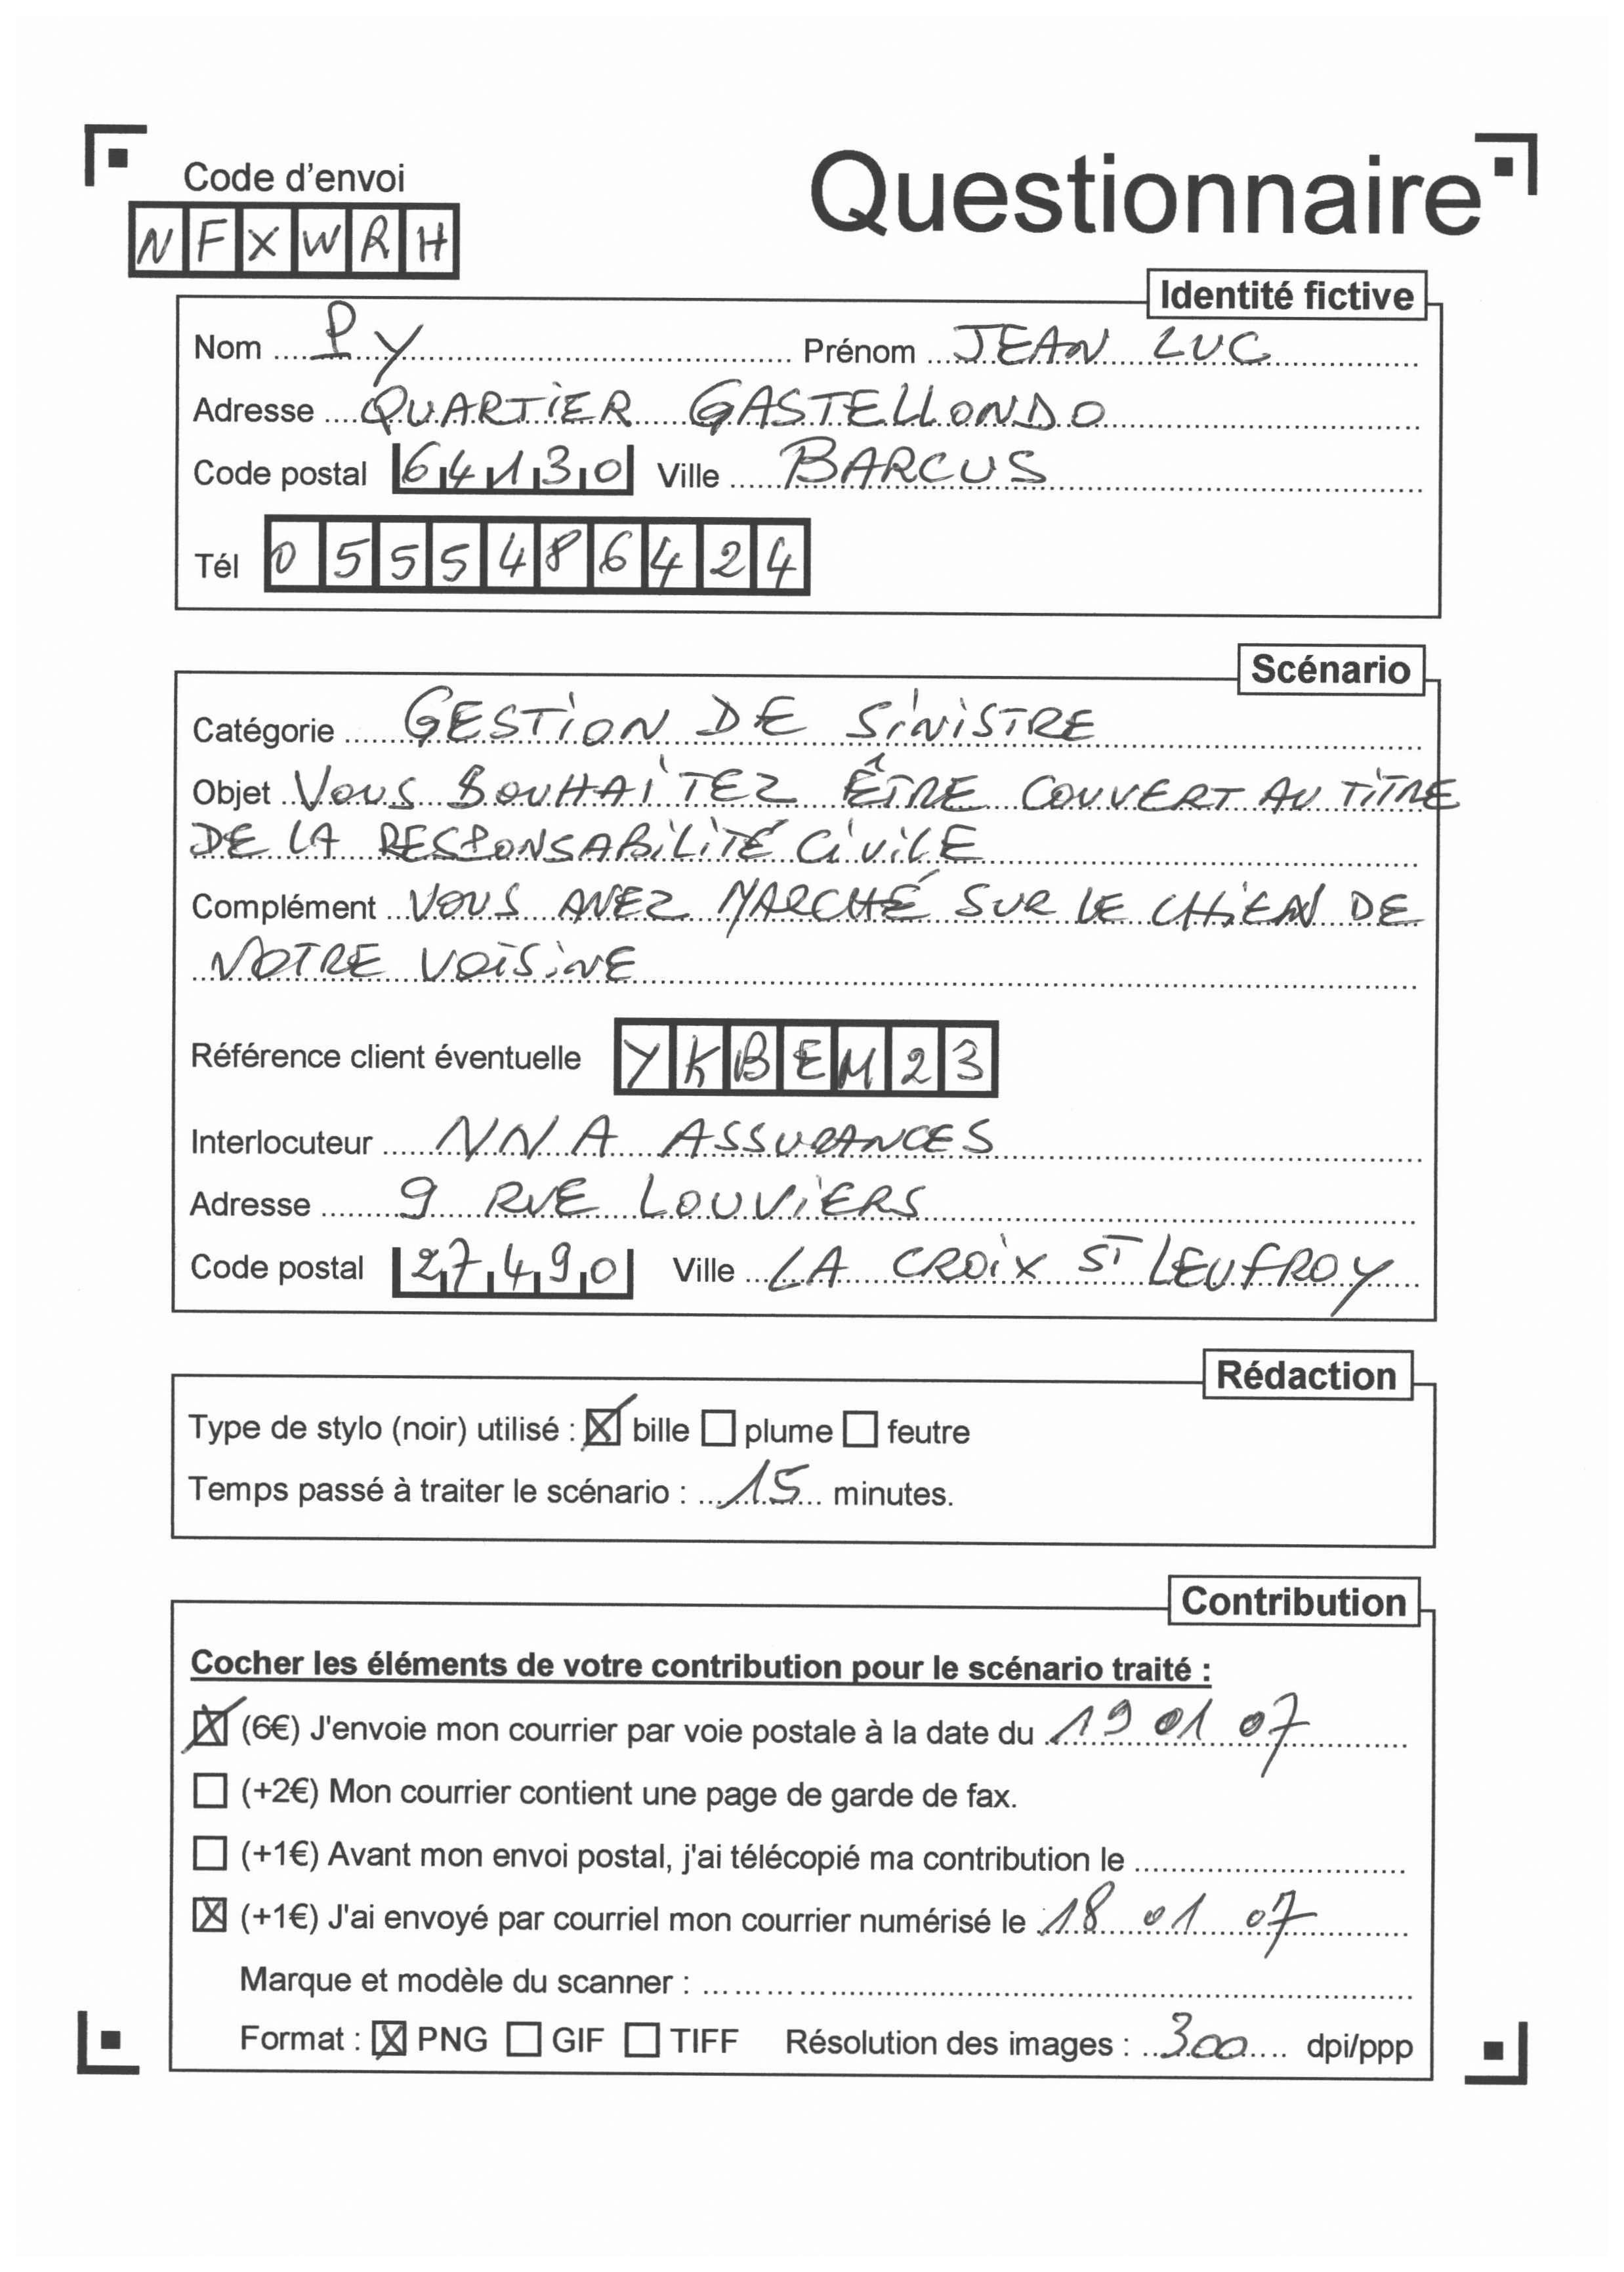 Code d'envoi
Questionnaire
NFXWRH
Identité fictive
Nom PY Prénom JEAN LUC
Adresse QUARTIER GASTELLONDO
Code postal 64130 Ville BARCUS
Tél 0555486424
Scénario
Catégorie GESTION DE SINISTRE
Objet VOUS SOUHAITEZ ÊTRE COUVERT AU TITRE
DE LA RESPONSABILITÉ CIVILE
Complément VOUS AVEZ MARCHÉ SUR LE CHIEN DE
VOTRE VOISINE
Référence client éventuelle YKBEM23
Interlocuteur NNA ASSURANCES
Adresse 9 RUE LOUVIERS
Code postal 27490 Ville LA CROIX ST LEUFROY
Rédaction
Type de stylo (noir) utilisé : ☒ bille ☐ plume ☐ feutre
Temps passé à traiter le scénario : 15 minutes.
Contribution
Cocher les éléments de votre contribution pour le scénario traité :
☒ (6€) J'envoie mon courrier par voie postale à la date du 19 01 07
☐ (+2€) Mon courrier contient une page de garde de fax.
☐ (+1€) Avant mon envoi postal, j'ai télécopié ma contribution le
☒ (+1€) J'ai envoyé par courriel mon courrier numérisé le 18 01 07
Marque et modèle du scanner :
Format : ☒ PNG ☐ GIF ☐ TIFF Résolution des images : 300 dpi/ppp